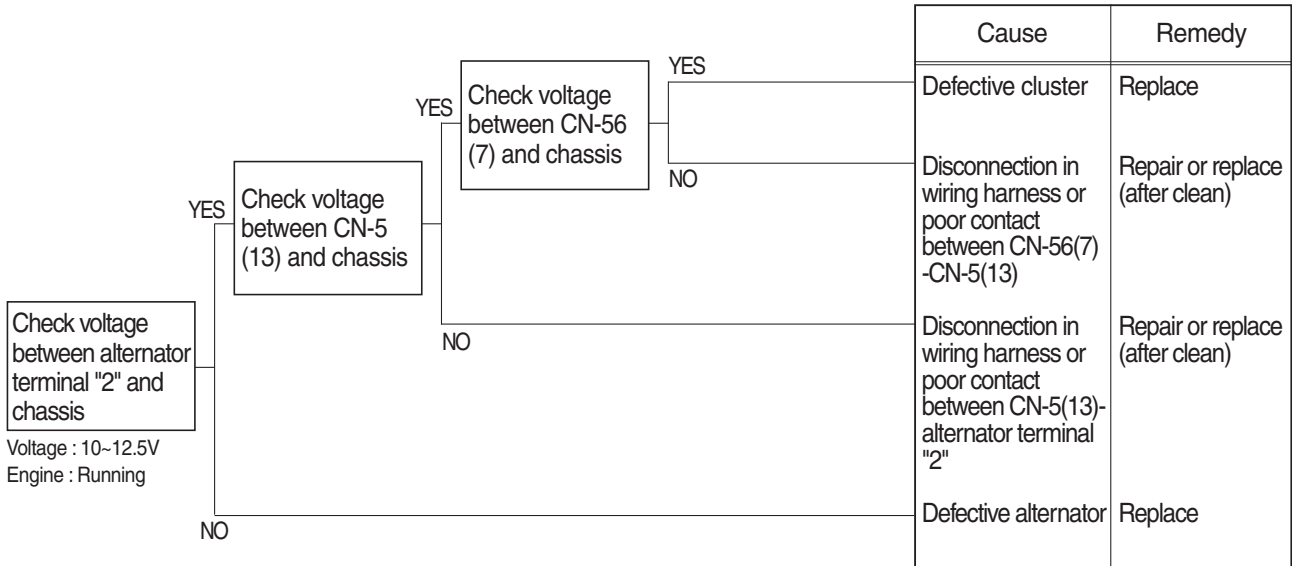 Cause
Remedy
YES
Check voltage
between CN-56
(7) and chassis
YES
NO
Defective cluster
Replace
Disconnection in
wiring harness or
poor contact
between CN-56(7)
-CN-5(13)
Repair or replace
(after clean)
YES
Check voltage
between CN-5
(13) and chassis
NO
Disconnection in
wiring harness or
poor contact
between CN-5(13)-
alternator terminal
"2"
Repair or replace
(after clean)
Check voltage
between alternator
terminal "2" and
chassis
Voltage : 10~12.5V
Engine : Running
NO
Defective alternator
Replace